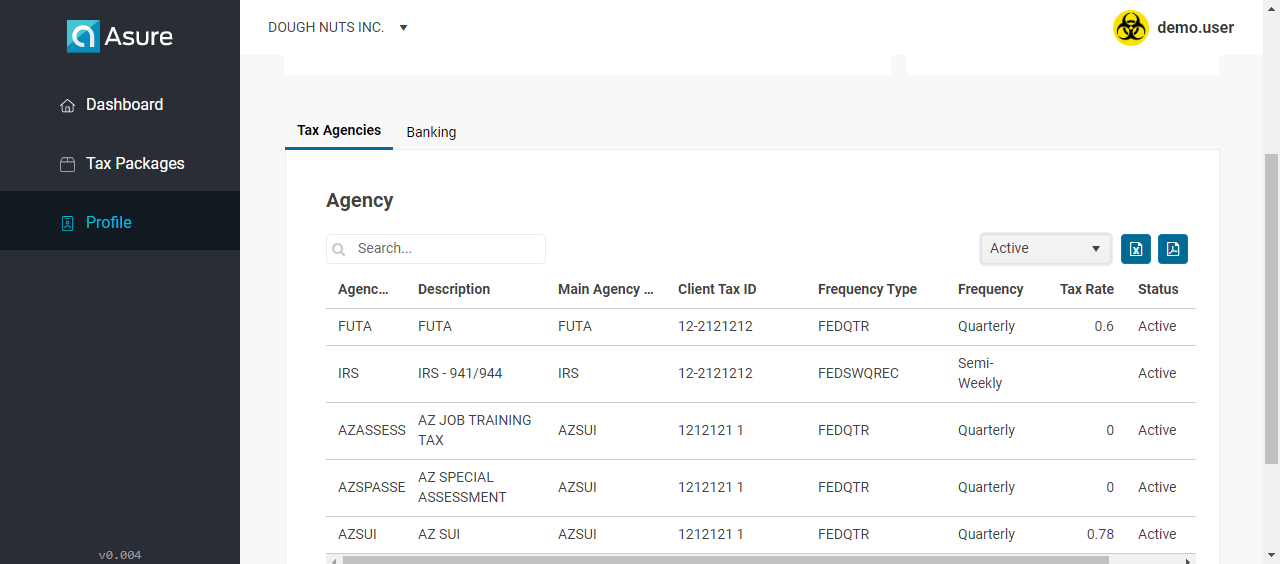 Asure
DOUGH NUTS INC.
demo.user
Dashboard
Tax Packages
Profile
Tax Agencies
Banking
Agency
Search...
Active
Agenc... Description Main Agency ... Client Tax ID Frequency Type Frequency Tax Rate Status
FUTA FUTA FUTA 12-2121212 FEDQTR Quarterly 0.6 Active
IRS IRS - 941/944 IRS 12-2121212 FEDSWQREC Semi-
Weekly
Active
AZASSESS AZ JOB TRAINING
TAX
AZSUI 1212121 1 FEDQTR Quarterly 0 Active
AZSPASSE AZ SPECIAL
ASSESSMENT
AZSUI 1212121 1 FEDQTR Quarterly 0 Active
AZSUI AZ SUI AZSUI 1212121 1 FEDQTR Quarterly 0.78 Active
v0.004